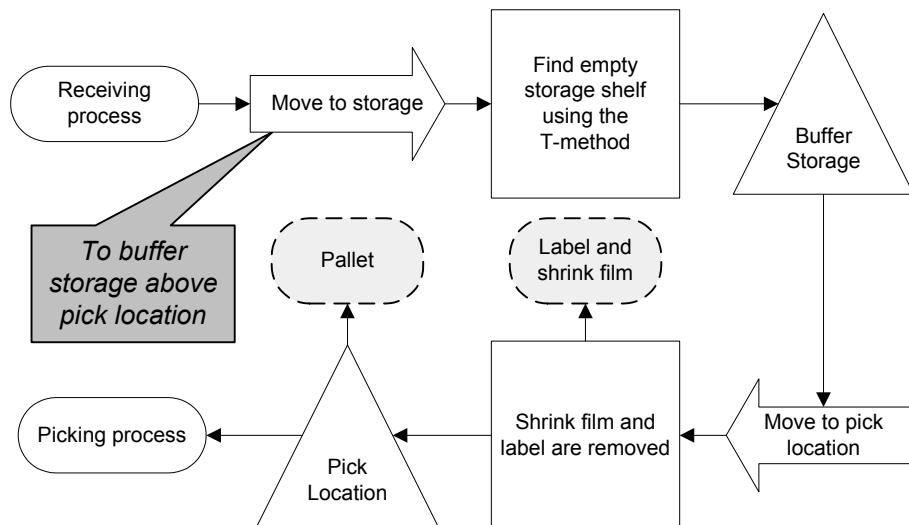 Receiving
process
Move to storage
Find empty
storage shelf
using the
T-method
Buffer
Storage
To buffer
storage above
pick location
Pallet
Label and
shrink film
Picking process
Pick
Location
Shrink film and
label are removed
Move to pick
location